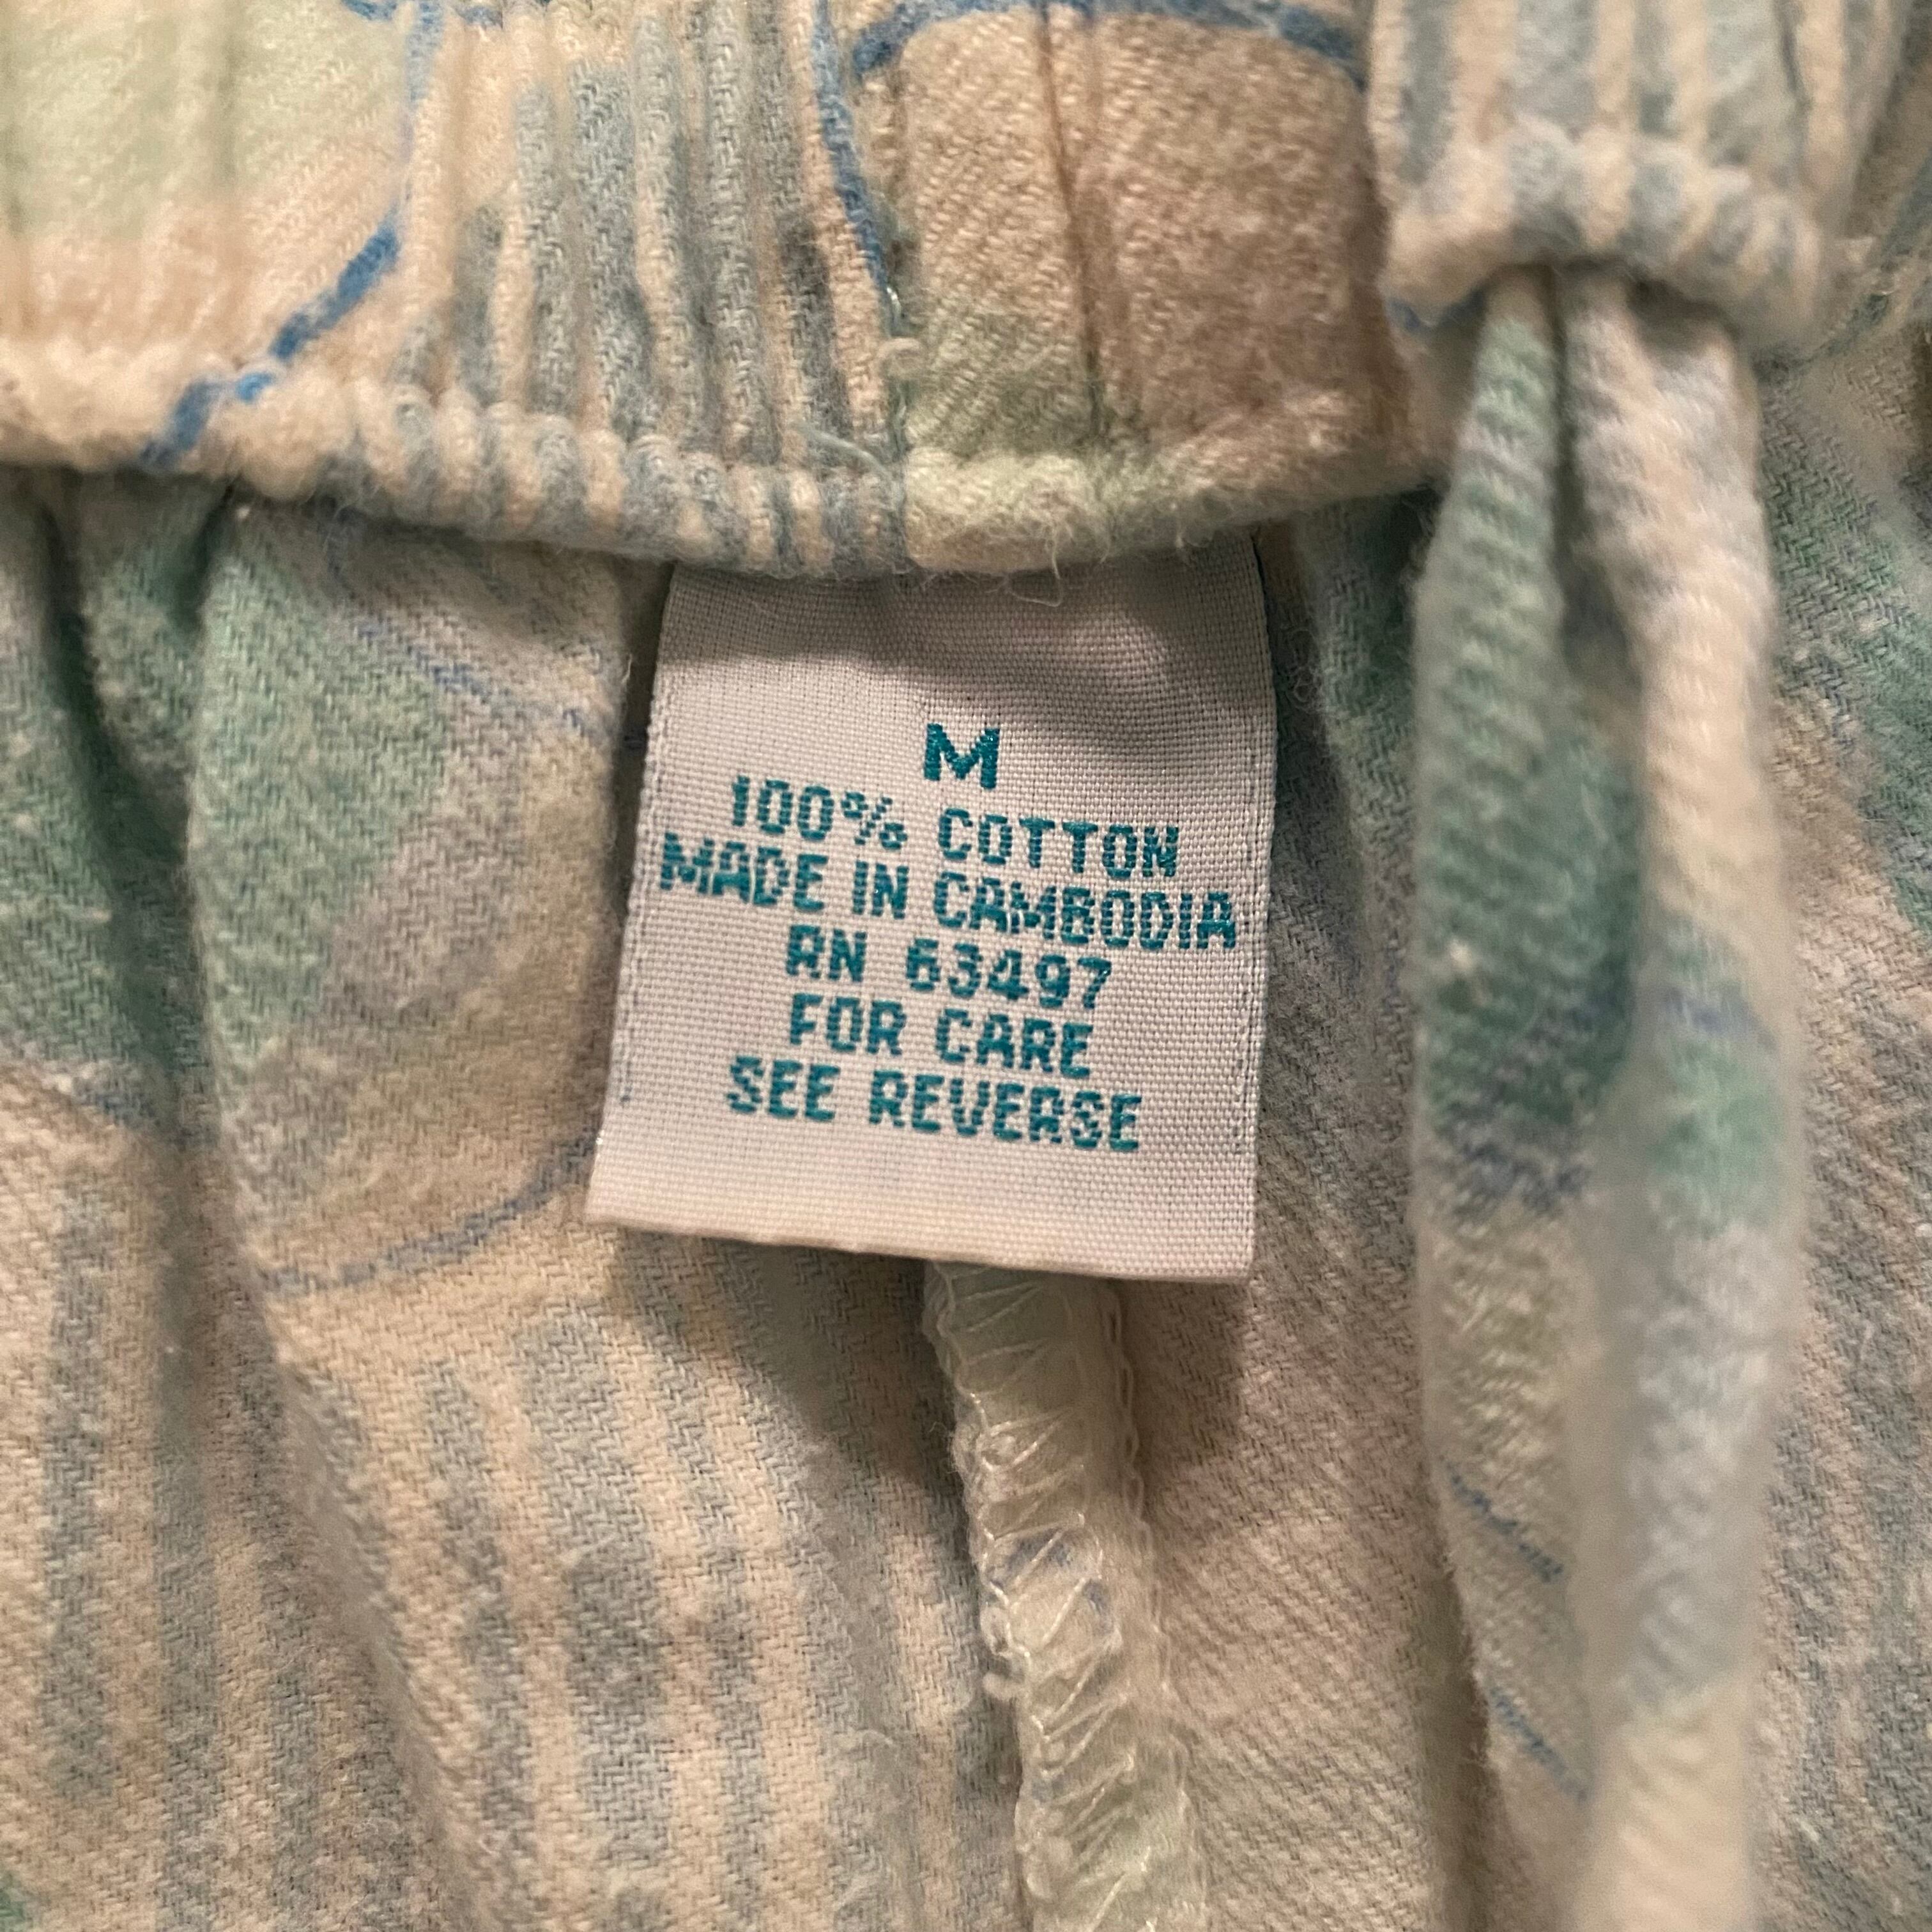 M
100% COTTON
MADE IN CAMBODIA
RN 63497
FOR CARE
SEE REVERSE